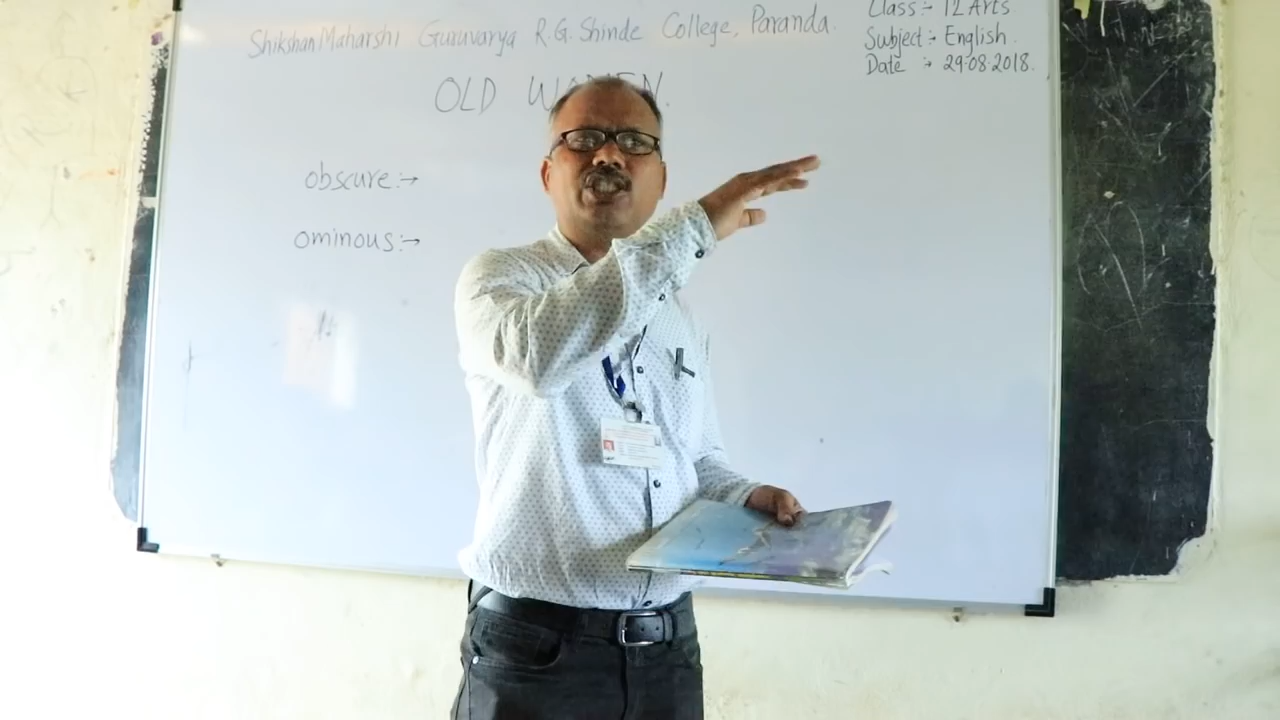 Shikshan Maharshi Guruvarya R.G. Shinde College, Paranda.
Class :- 12 Arts
Subject :- English.
Date :- 29.08.2018.
OLD
obscure :→
ominous :→